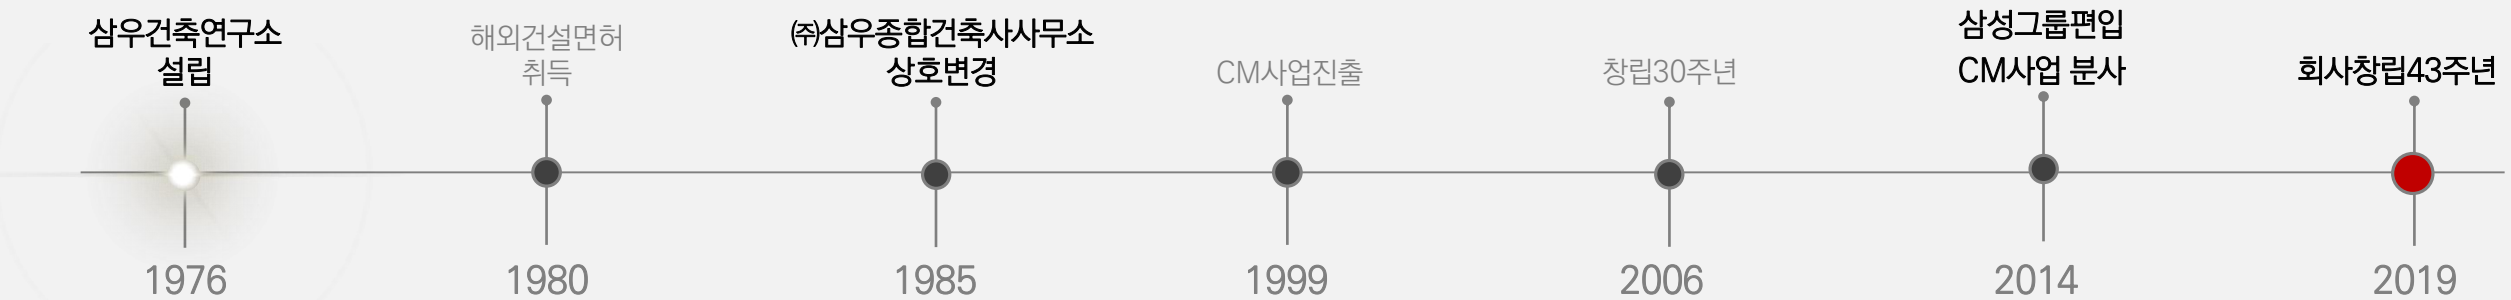 삼우건축연구소
설립
1976
해외건설면허
취득
1980
㈜삼우종합건축사사무소
상호변경
1985
CM사업진출
1999
창립30주년
2006
삼성그룹편입
CM사업 분사
2014
회사창립43주년
2019